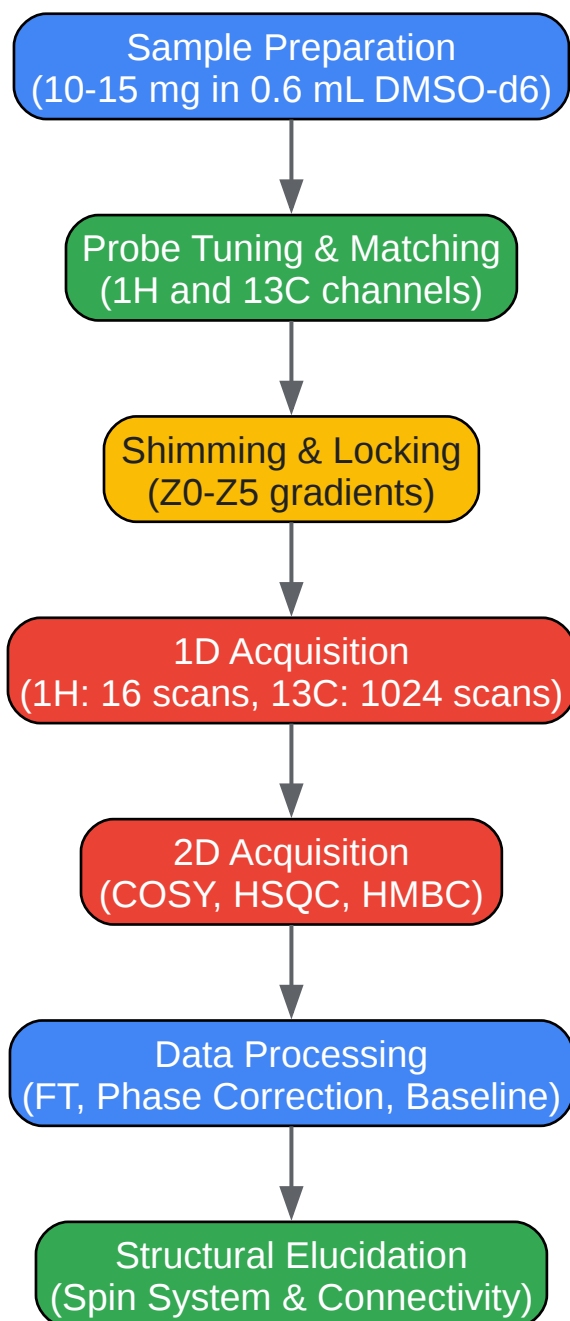 Sample Preparation
(10-15 mg in 0.6 mL DMSO-d6)
Probe Tuning & Matching
(1H and 13C channels)
Shimming & Locking
(Z0-Z5 gradients)
1D Acquisition
(1H: 16 scans, 13C: 1024 scans)
2D Acquisition
(COSY, HSQC, HMBC)
Data Processing
(FT, Phase Correction, Baseline)
Structural Elucidation
(Spin System & Connectivity)